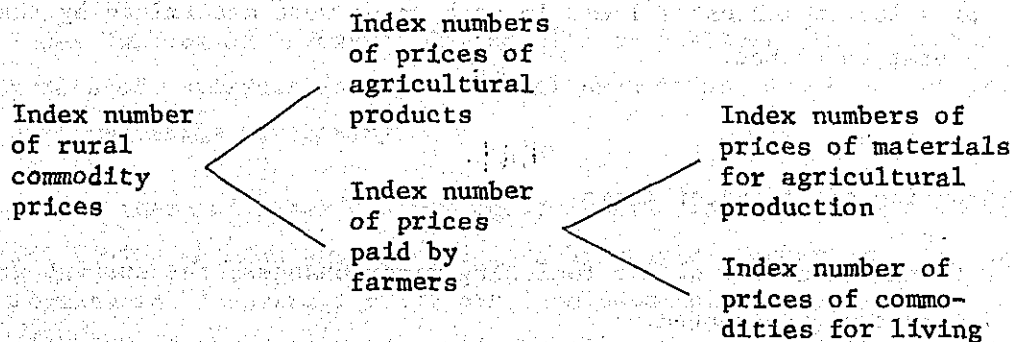 Index number
of rural
commodity
prices
Index numbers
of prices of
agricultural
products
Index number
of prices
paid by
farmers
Index numbers of
prices of materials
for agricultural
production
Index number of
prices of commo-
dities for living